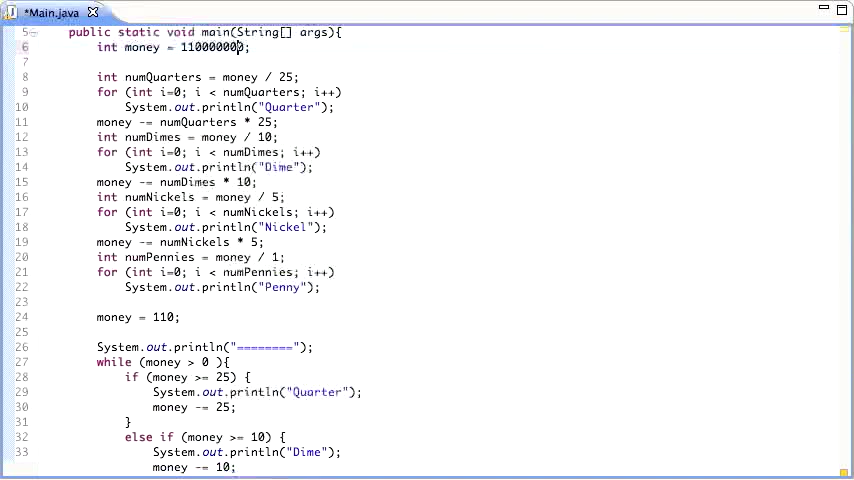 *Main.java
5 public static void main(String[] args){
6 int money = 110000000;
7
8 int numQuarters = money / 25;
9 for (int i=0; i < numQuarters; i++)
10 System.out.println("Quarter");
11 money -= numQuarters * 25;
12 int numDimes = money / 10;
13 for (int i=0; i < numDimes; i++)
14 System.out.println("Dime");
15 money -= numDimes * 10;
16 int numNickels = money / 5;
17 for (int i=0; i < numNickels; i++)
18 System.out.println("Nickel");
19 money -= numNickels * 5;
20 int numPennies = money / 1;
21 for (int i=0; i < numPennies; i++)
22 System.out.println("Penny");
23
24 money = 110;
25
26 System.out.println("========");
27 while (money > 0 ){
28 if (money >= 25) {
29 System.out.println("Quarter");
30 money -= 25;
31 }
32 else if (money >= 10) {
33 System.out.println("Dime");
money -= 10;